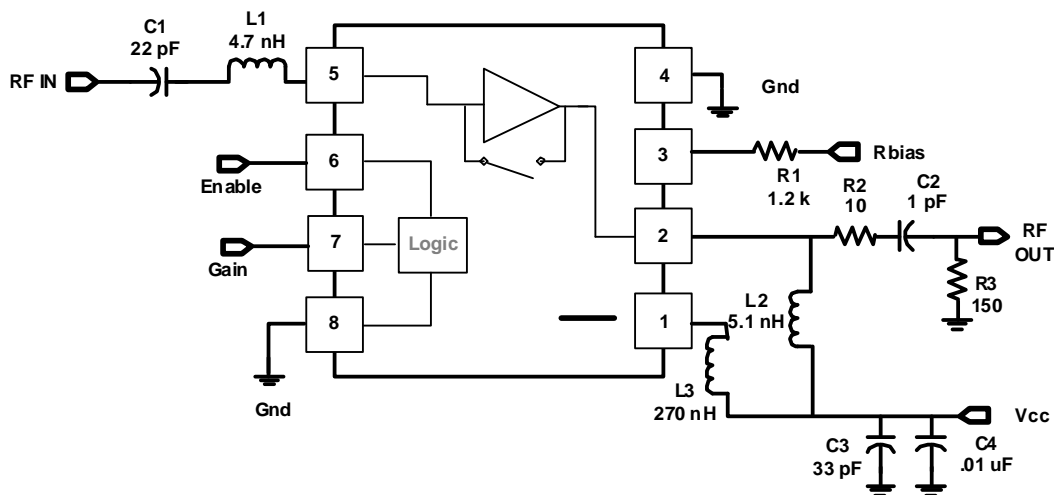 C1
22 pF
L1
4.7 nH
RF IN
5
4
Gnd
6
Enable
3
Rbias
R1
1.2 k
R2
10
C2
1 pF
7
Gain
Logic
2
RF
OUT
R3
150
8
Gnd
1
L2
5.1 nH
L3
270 nH
Vcc
C3
33 pF
C4
.01 uF